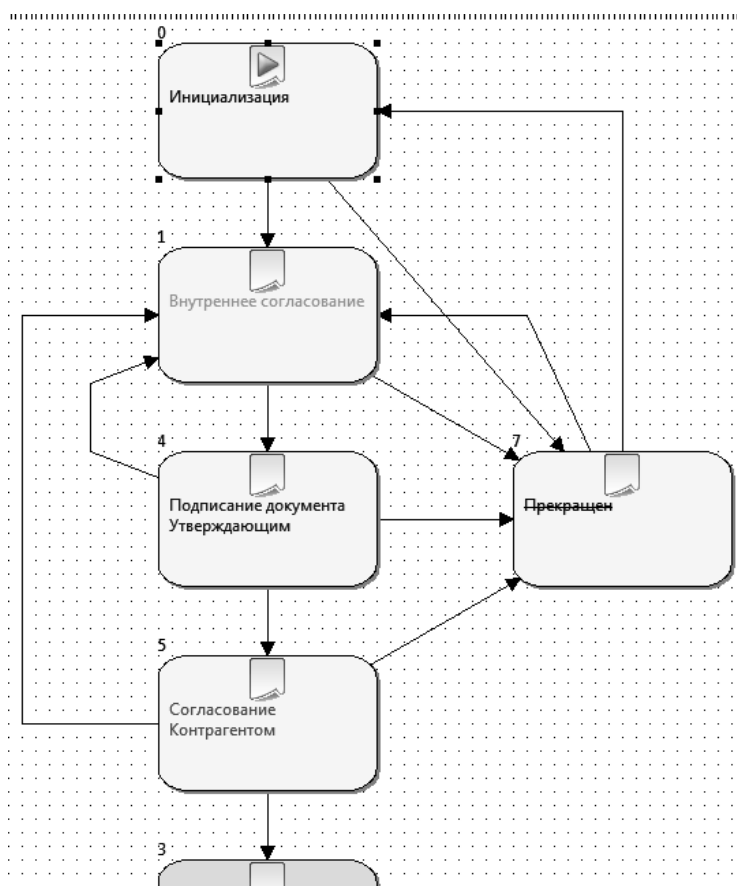 0
Инициализация
1
Внутреннее согласование
4
Подписание документа
Утверждающим
7
Прекращен
5
Согласование
Контрагентом
3